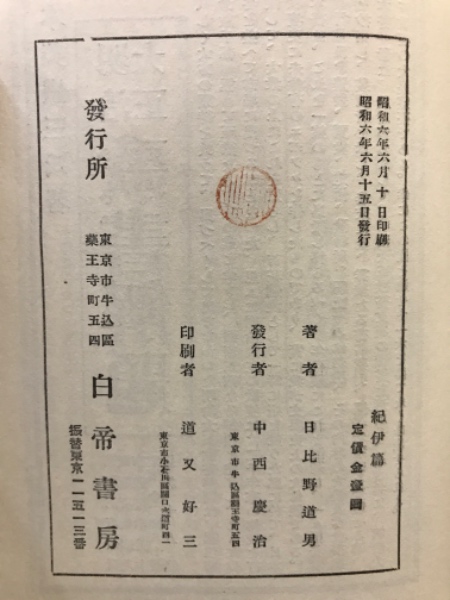 昭和六年六月十日印刷
昭和六年六月十五日發行
紀伊篇
定價金壹圓
著者 日比野道男
發行者 中西慶治
東京市牛込區藥王寺町五四
印刷者 道又好三
發行所
東京市牛込區
藥王寺町五四
白帝書房
振替東京一一五一三番